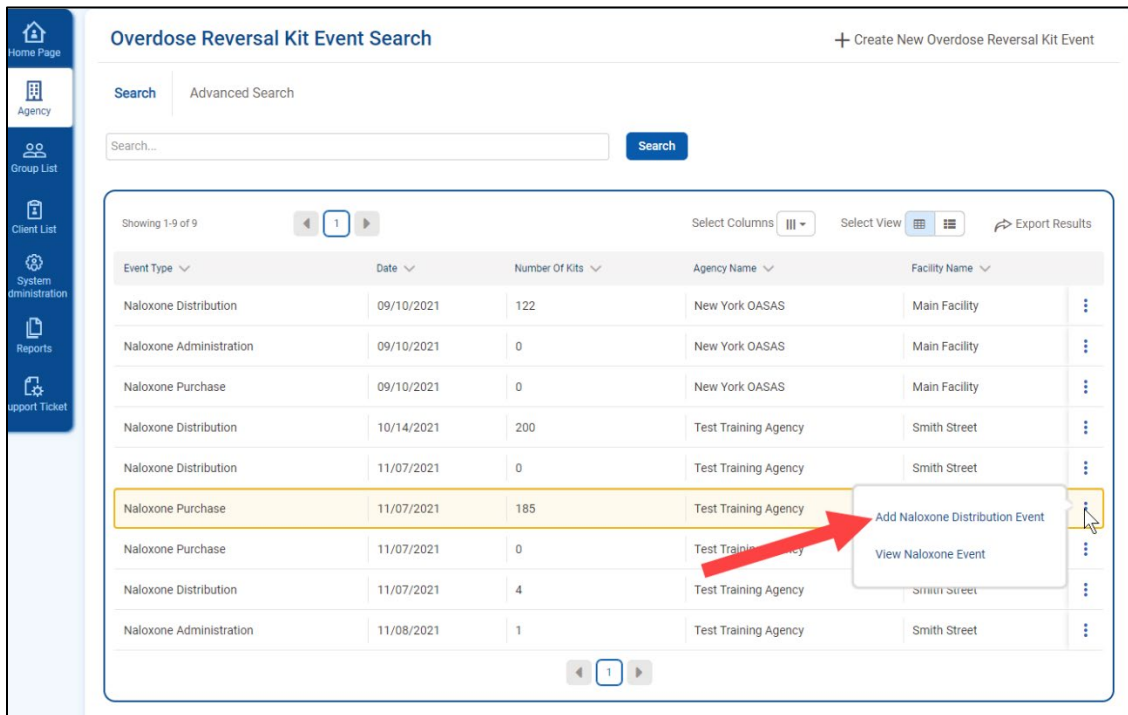 Home Page
Agency
Group List
Client List
System
dministration
Reports
upport Ticket
Overdose Reversal Kit Event Search
Create New Overdose Reversal Kit Event
Search Advanced Search
Search... Search
Showing 1-9 of 9 1 Select Columns Select View Export Results
Event Type Date Number Of Kits Agency Name Facility Name
Naloxone Distribution 09/10/2021 122 New York OASAS Main Facility
Naloxone Administration 09/10/2021 0 New York OASAS Main Facility
Naloxone Purchase 09/10/2021 0 New York OASAS Main Facility
Naloxone Distribution 10/14/2021 200 Test Training Agency Smith Street
Naloxone Distribution 11/07/2021 0 Test Training Agency Smith Street
Naloxone Purchase 11/07/2021 185 Test Training Agency
Add Naloxone Distribution Event
View Naloxone Event
Naloxone Purchase 11/07/2021 0 Test
Naloxone Distribution 11/07/2021 4 Test Training Agency Smith Street
Naloxone Administration 11/08/2021 1 Test Training Agency Smith Street
1